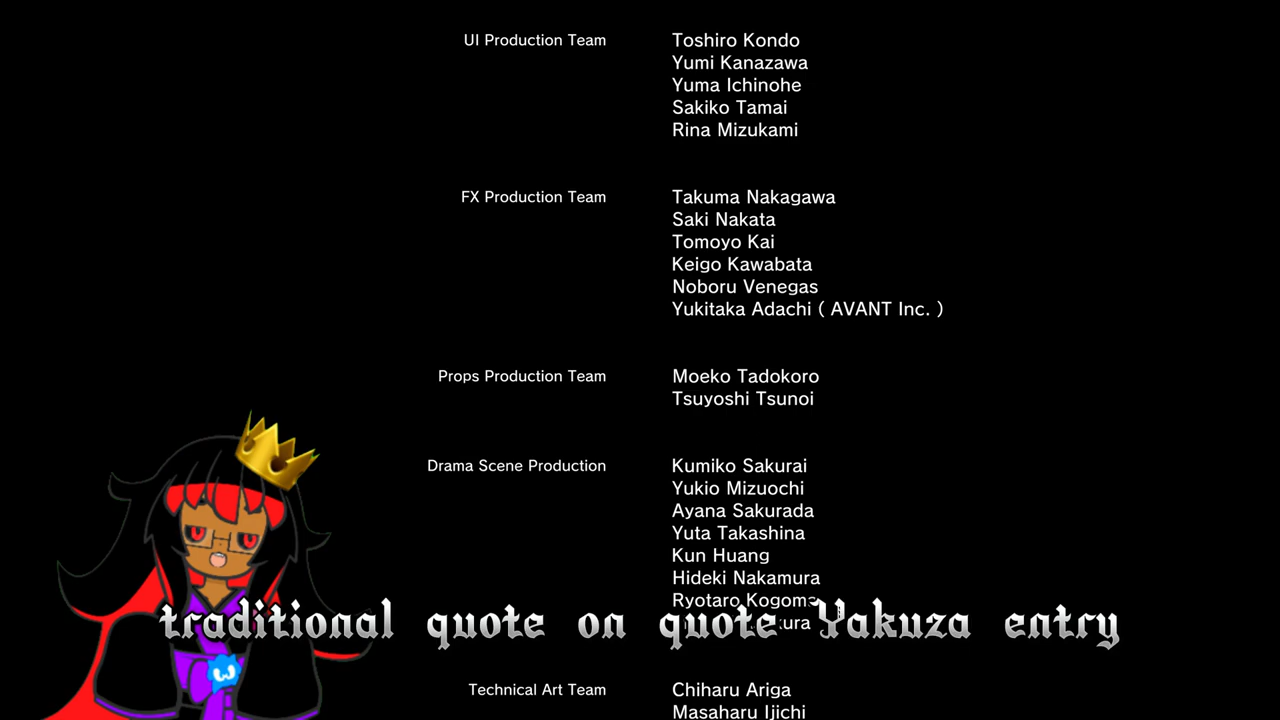 UI Production Team Toshiro Kondo
Yumi Kanazawa
Yuma Ichinohe
Sakiko Tamai
Rina Mizukami
FX Production Team Takuma Nakagawa
Saki Nakata
Tomoyo Kai
Keigo Kawabata
Noboru Venegas
Yukitaka Adachi ( AVANT Inc. )
Props Production Team Moeko Tadokoro
Tsuyoshi Tsunoi
Drama Scene Production Kumiko Sakurai
Yukio Mizuochi
Ayana Sakurada
Yuta Takashina
Kun Huang
Hideki Nakamura
Ryotaro
traditional quote on quote Yakuza entry
Technical Art Team Chiharu Ariga
Masaharu Ijichi